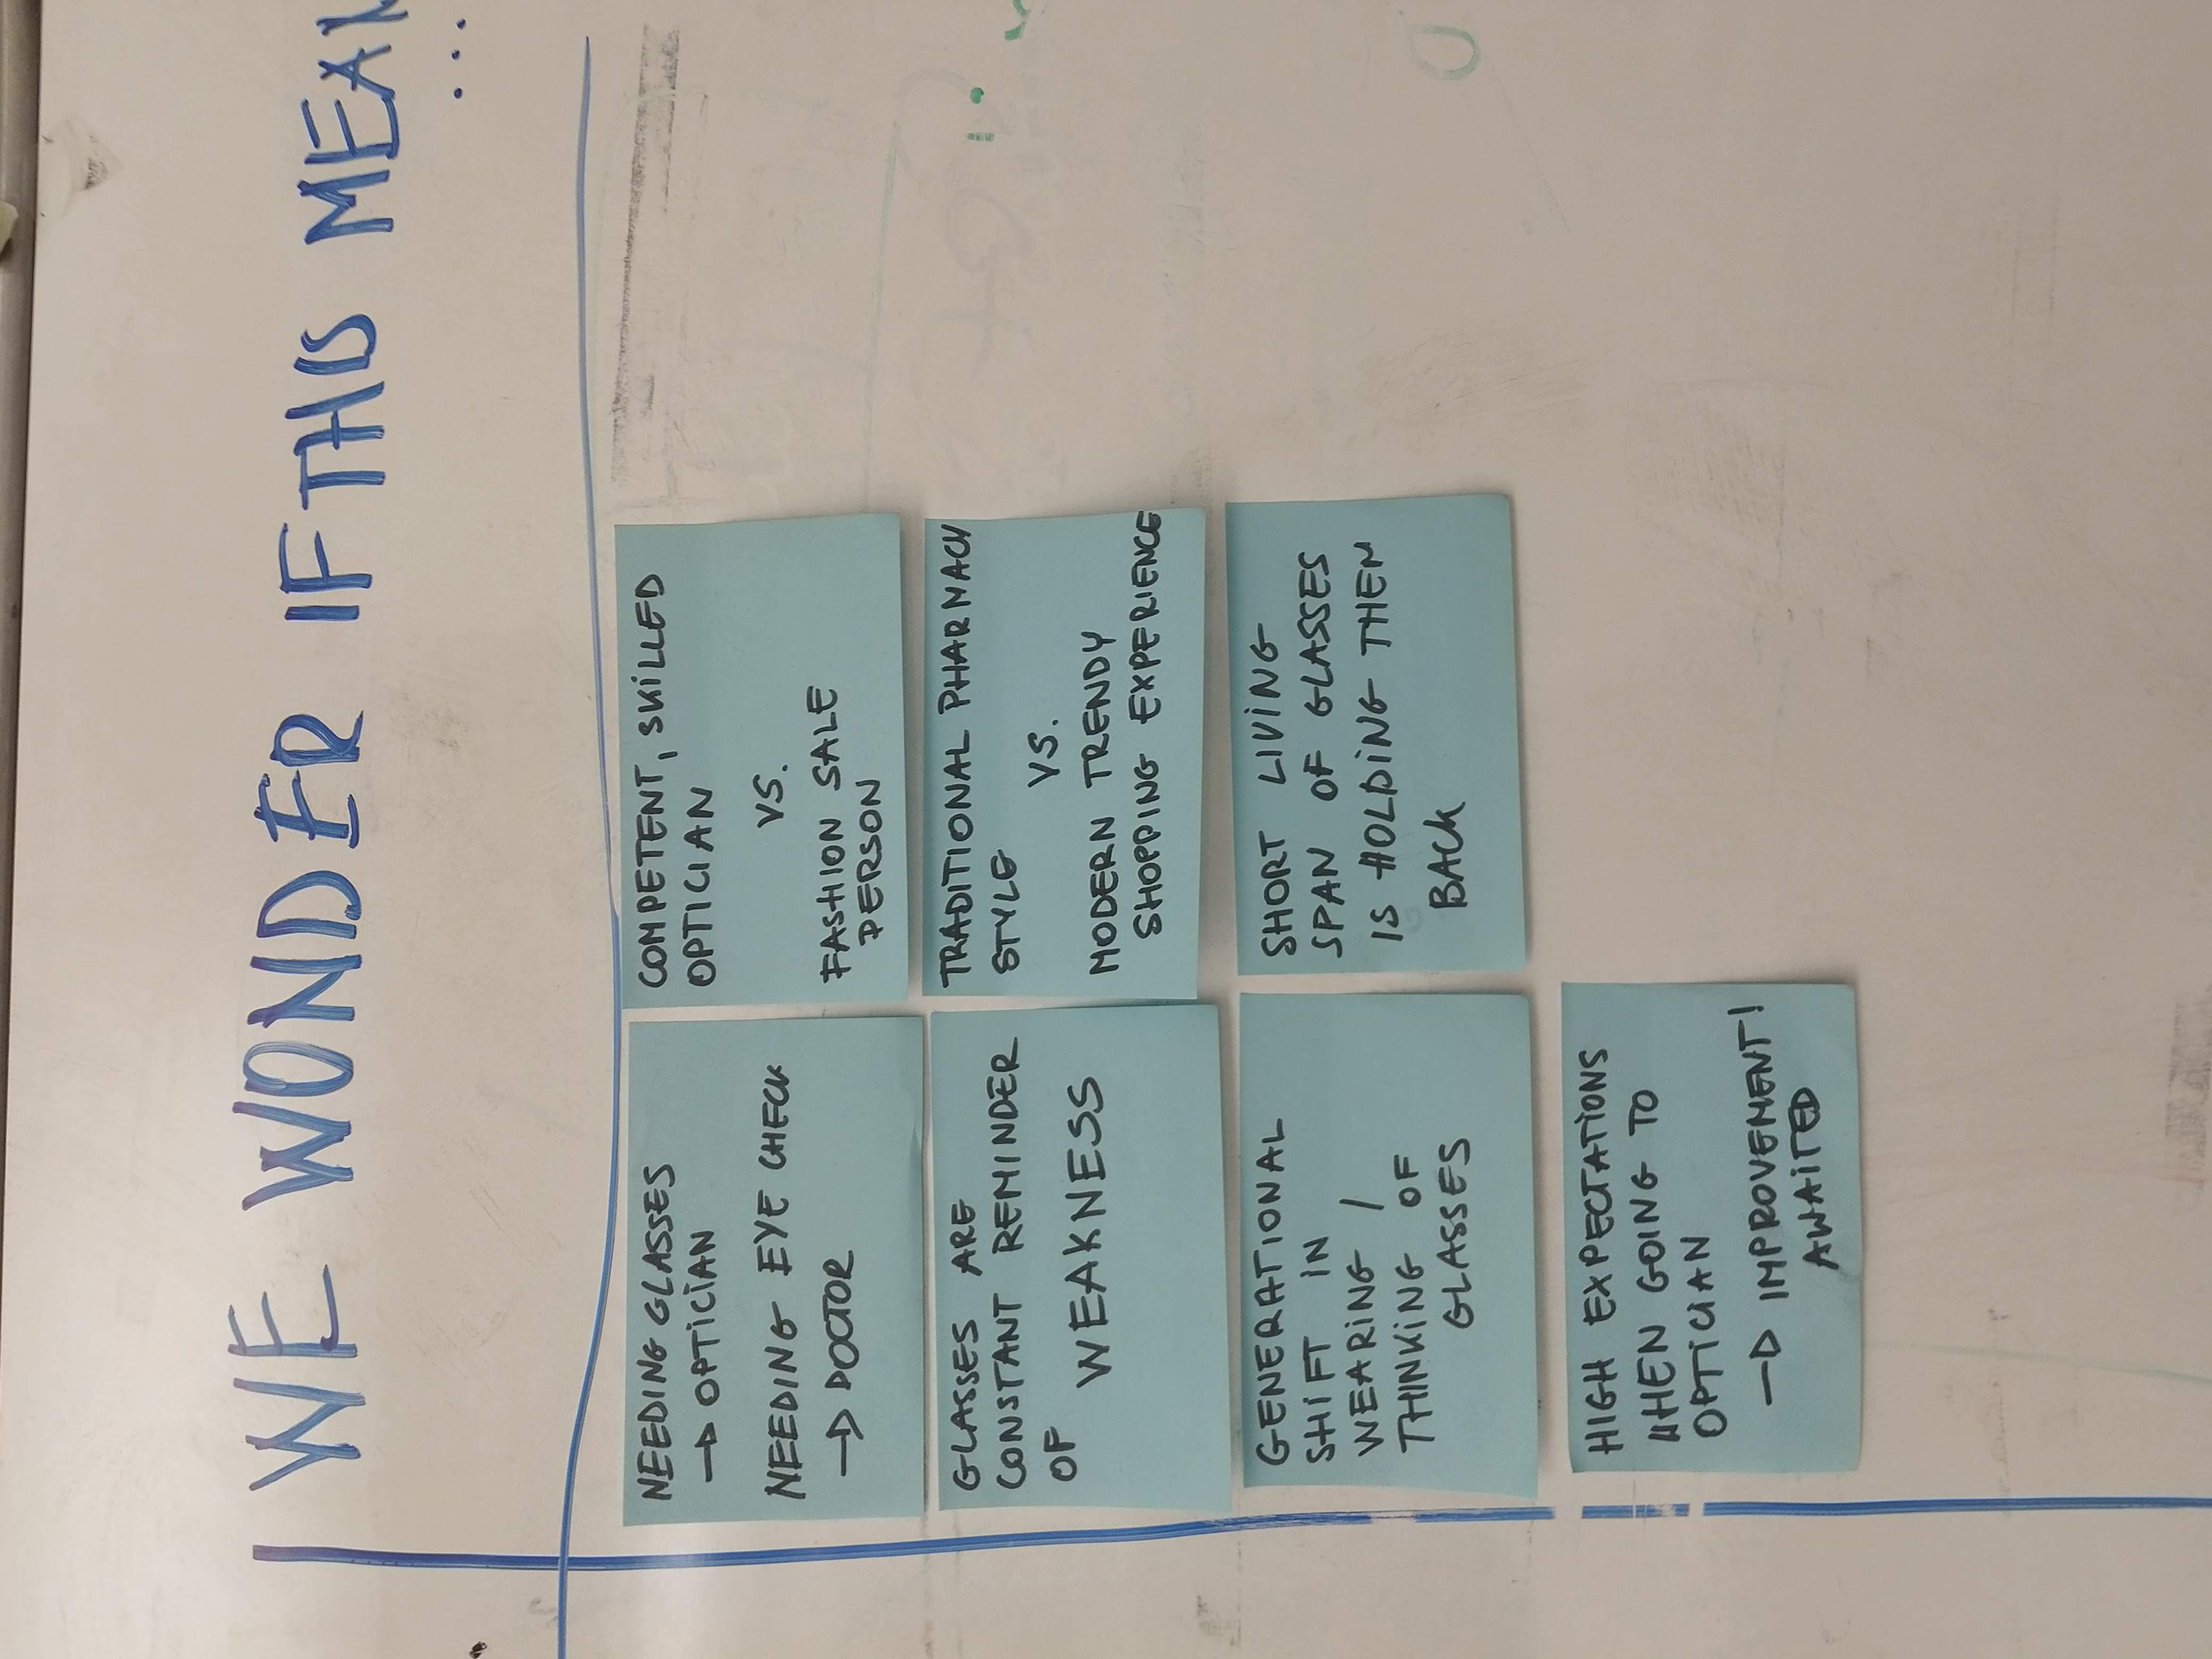 WE WONDER IF THIS MEAN
...
NEEDING GLASSES
→ OPTICIAN
NEEDING EYE CHECK
→ DOCTOR
COMPETENT, SKILLED
OPTICIAN
VS.
FASHION SALE
PERSON
GLASSES ARE
CONSTANT REMINDER
OF
WEAKNESS
TRADITIONAL PHARMACY
STYLE
VS.
MODERN TRENDY
SHOPPING EXPERIENCE
GENERATIONAL
SHIFT IN
WEARING /
THINKING OF
GLASSES
SHORT LIVING
SPAN OF GLASSES
IS HOLDING THEM
BACK
HIGH EXPECTATIONS
WHEN GOING TO
OPTICIAN
→ IMPROVEMENT!
AWAITED